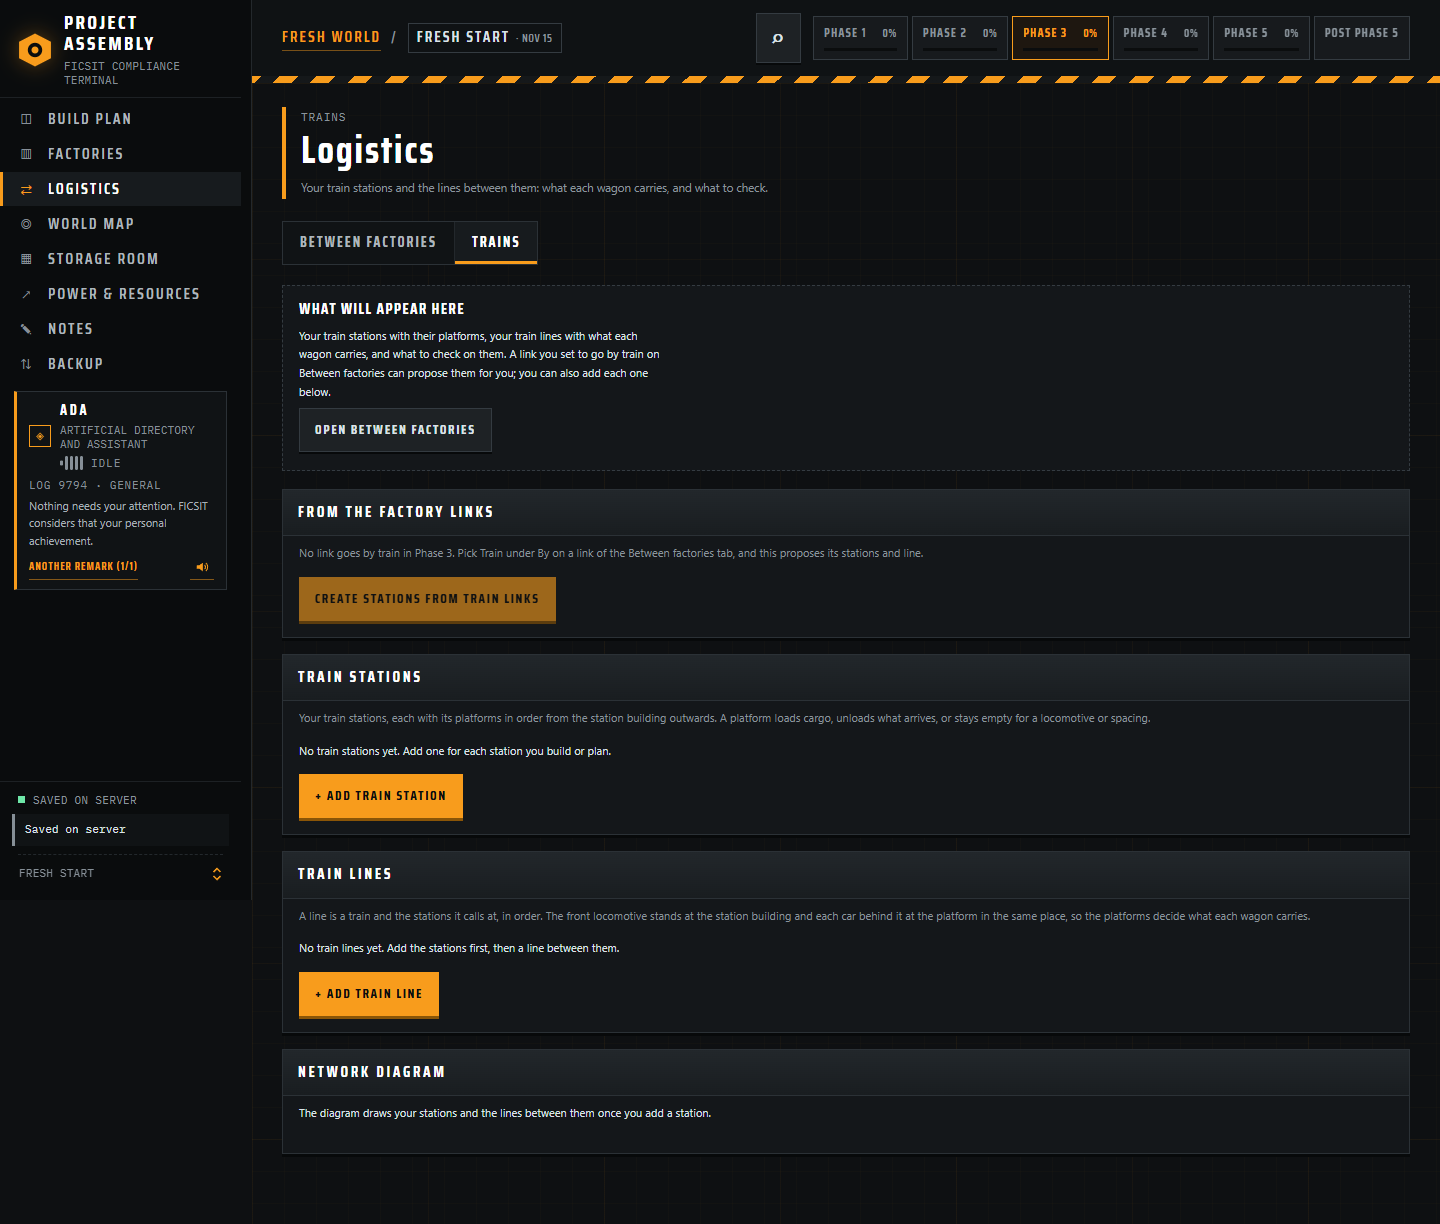 PROJECT
ASSEMBLY
FICSIT COMPLIANCE
TERMINAL
BUILD PLAN
FACTORIES
LOGISTICS
WORLD MAP
STORAGE ROOM
POWER & RESOURCES
NOTES
BACKUP
ADA
ARTIFICIAL DIRECTORY
AND ASSISTANT
IDLE
LOG 9794 · GENERAL
Nothing needs your attention. FICSIT
considers that your personal
achievement.
ANOTHER REMARK (1/1)
SAVED ON SERVER
Saved on server
FRESH START
FRESH WORLD / FRESH START · NOV 15
PHASE 1 0%
PHASE 2 0%
PHASE 3 0%
PHASE 4 0%
PHASE 5 0%
POST PHASE 5
TRAINS
Logistics
Your train stations and the lines between them: what each wagon carries, and what to check.
BETWEEN FACTORIES
TRAINS
WHAT WILL APPEAR HERE
Your train stations with their platforms, your train lines with what each
wagon carries, and what to check on them. A link you set to go by train on
Between factories can propose them for you; you can also add each one
below.
OPEN BETWEEN FACTORIES
FROM THE FACTORY LINKS
No link goes by train in Phase 3. Pick Train under By on a link of the Between factories tab, and this proposes its stations and line.
CREATE STATIONS FROM TRAIN LINKS
TRAIN STATIONS
Your train stations, each with its platforms in order from the station building outwards. A platform loads cargo, unloads what arrives, or stays empty for a locomotive or spacing.
No train stations yet. Add one for each station you build or plan.
+ ADD TRAIN STATION
TRAIN LINES
A line is a train and the stations it calls at, in order. The front locomotive stands at the station building and each car behind it at the platform in the same place, so the platforms decide what each wagon carries.
No train lines yet. Add the stations first, then a line between them.
+ ADD TRAIN LINE
NETWORK DIAGRAM
The diagram draws your stations and the lines between them once you add a station.